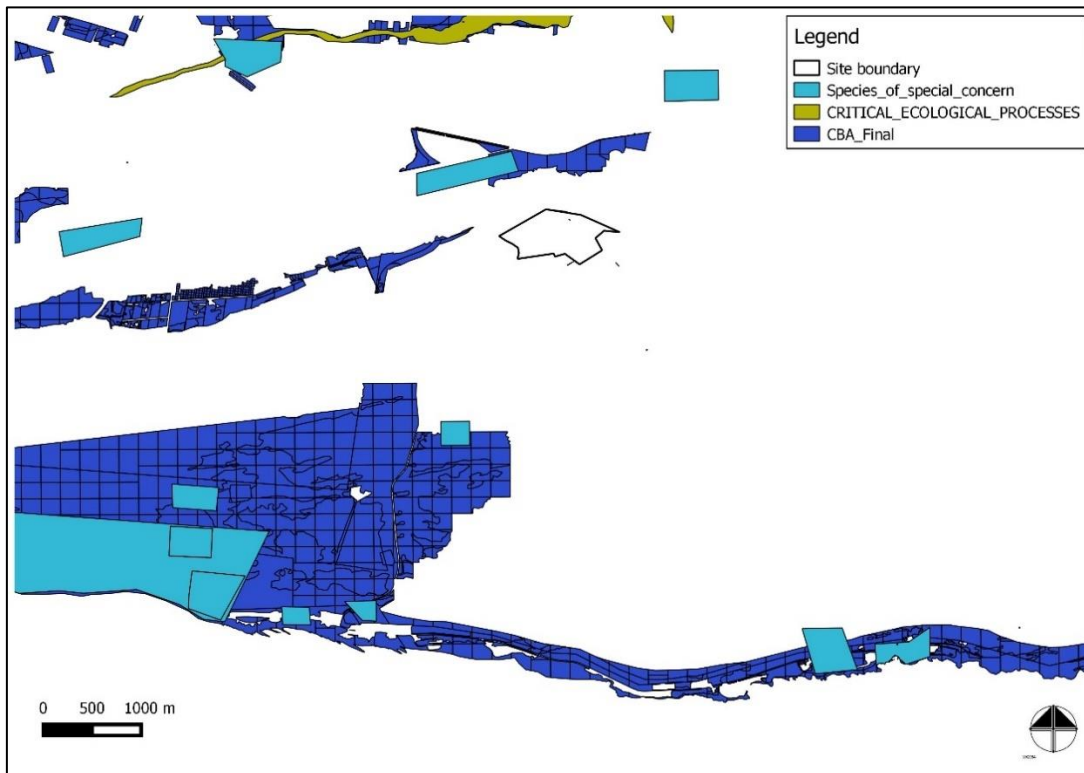 Legend
Site boundary
Species_of_special_concern
CRITICAL_ECOLOGICAL_PROCESSES
CBA_Final
0 500 1000 m